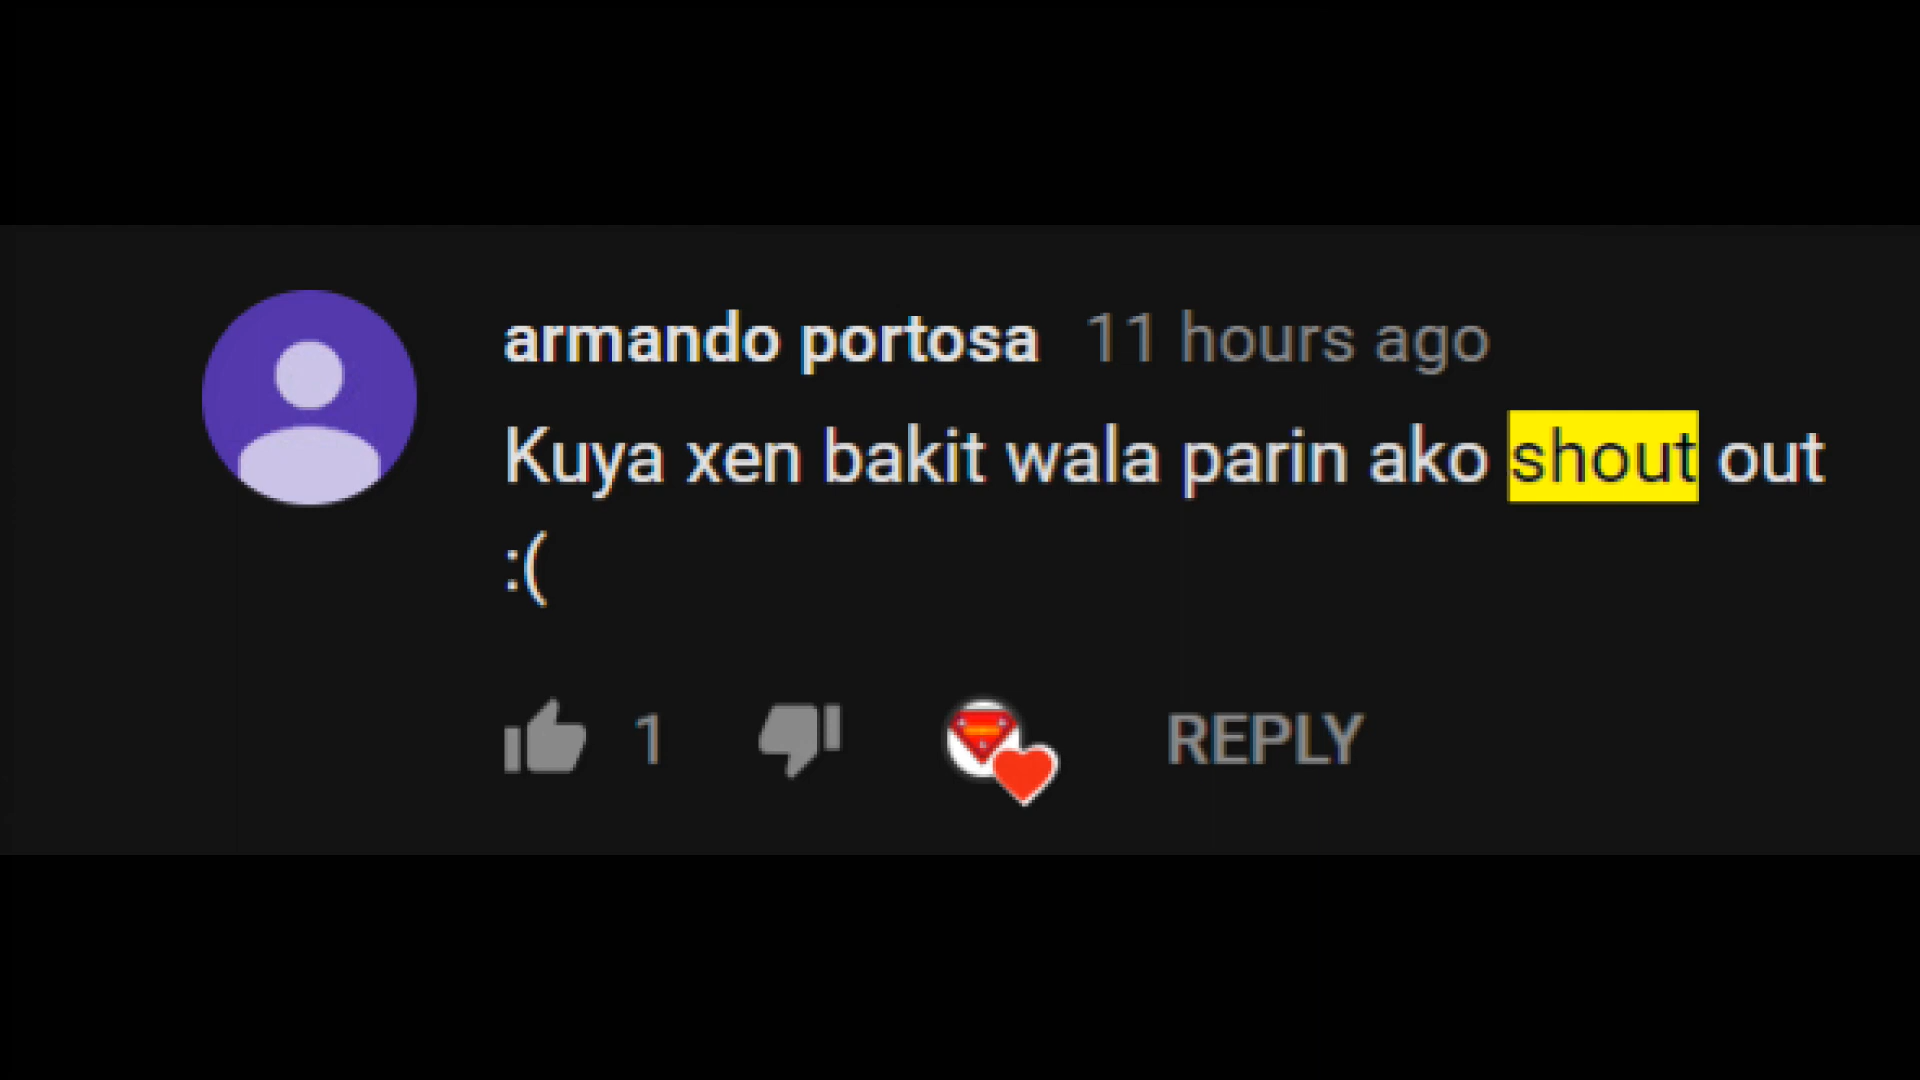 armando portosa 11 hours ago
Kuya xen bakit wala parin ako shout out
:(
1 REPLY